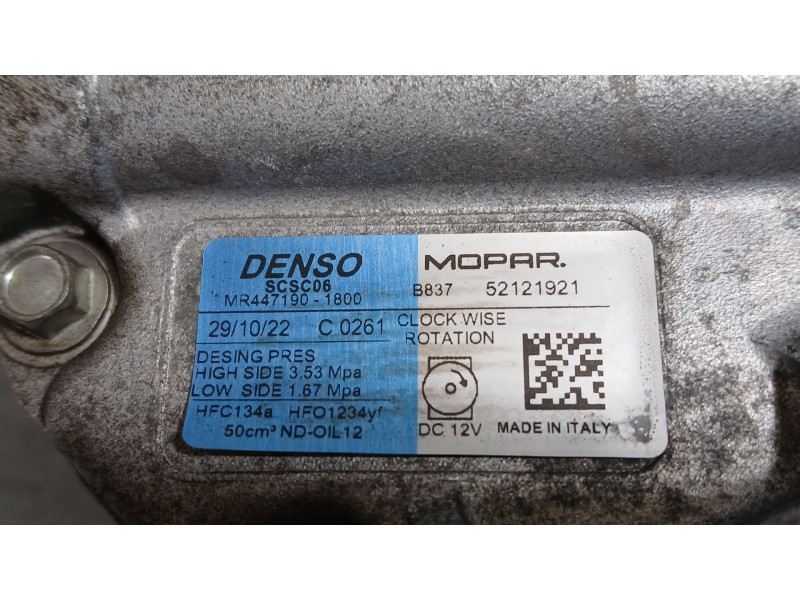 DENSO MOPAR.
SCSC06
MR447190-1800 B837 52121921
29/10/22 C 0261 CLOCK WISE
ROTATION
DESING PRES
HIGH SIDE 3.53 Mpa
LOW SIDE 1.67 Mpa
HFC134a HFO1234yf
50cm³ ND-OIL12 DC 12V MADE IN ITALY